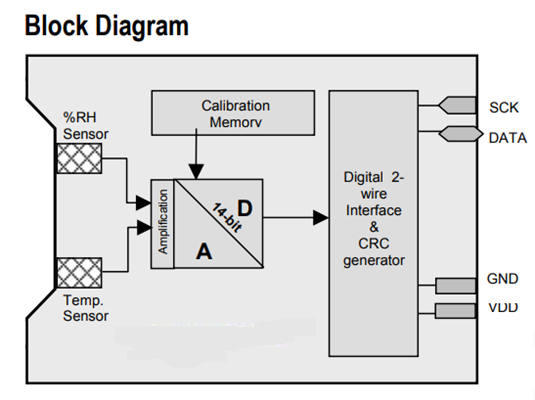 Block Diagram
%RH
Sensor
Calibration
Memory
SCK
DATA
Digital 2-
wire
Interface
&
CRC
generator
Amplification
14-bit
D
A
GND
VDD
Temp.
Sensor